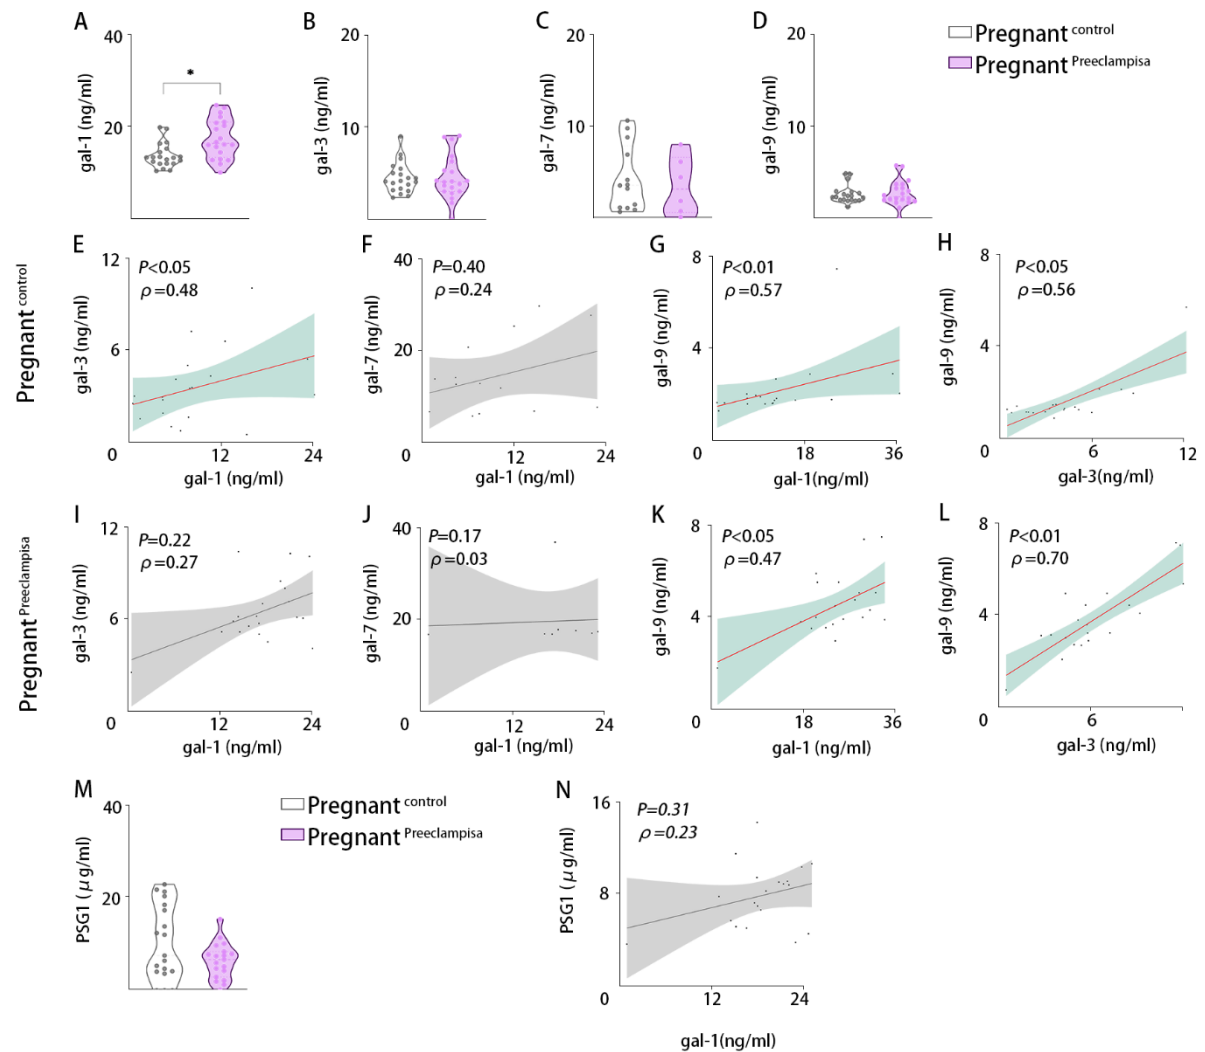 A
B
C
D
40
20
gal-1 (ng/ml)
*
20
10
gal-3 (ng/ml)
20
10
gal-7 (ng/ml)
20
10
gal-9 (ng/ml)
Pregnant control
Pregnant Preeclampisa
Pregnant control
E
12
6
0
gal-3 (ng/ml)
P<0.05
ρ=0.48
12
24
gal-1 (ng/ml)
F
40
20
0
gal-7 (ng/ml)
P=0.40
ρ=0.24
12
24
gal-1 (ng/ml)
G
8
4
0
gal-9 (ng/ml)
P<0.01
ρ=0.57
18
36
gal-1(ng/ml)
H
8
4
0
gal-9 (ng/ml)
P<0.05
ρ=0.56
6
12
gal-3(ng/ml)
Pregnant Preeclampisa
I
12
6
0
gal-3 (ng/ml)
P=0.22
ρ=0.27
12
24
gal-1 (ng/ml)
J
40
20
0
gal-7 (ng/ml)
P=0.17
ρ=0.03
12
24
gal-1 (ng/ml)
K
8
4
0
gal-9 (ng/ml)
P<0.05
ρ=0.47
18
36
gal-1 (ng/ml)
L
8
4
0
gal-9 (ng/ml)
P<0.01
ρ=0.70
6
gal-3 (ng/ml)
M
40
20
PSG1 (μg/ml)
Pregnant control
Pregnant Preeclampisa
N
16
8
0
PSG1 (μg/ml)
P=0.31
ρ=0.23
12
24
gal-1(ng/ml)